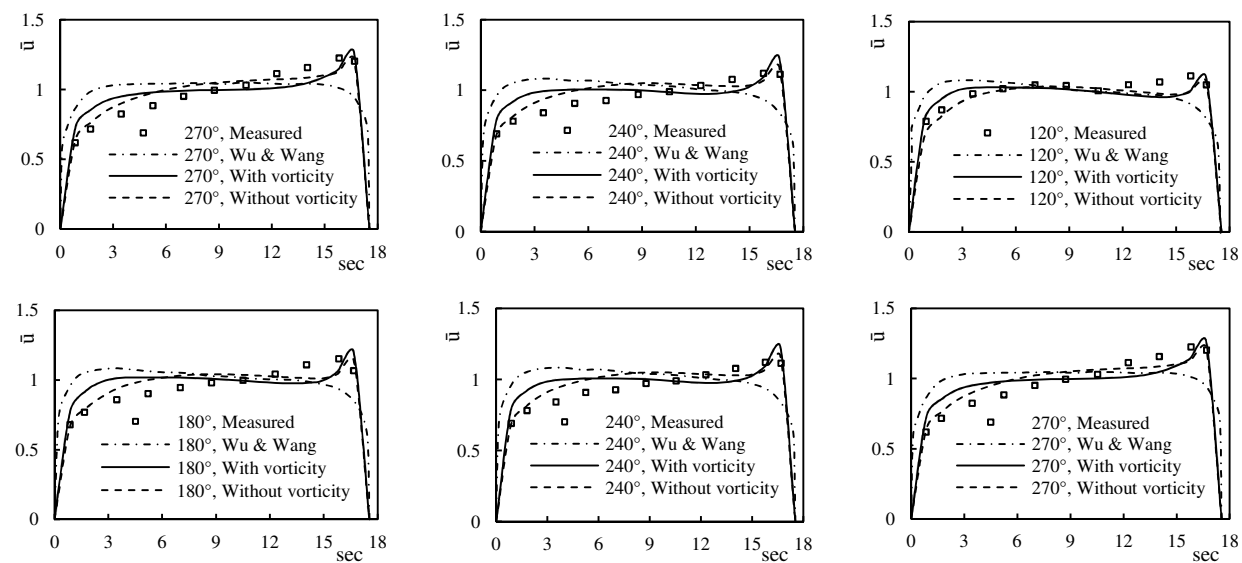 1.5
ū
1
0.5
0
270°, Measured
270°, Wu & Wang
270°, With vorticity
270°, Without vorticity
0 3 6 9 12 15 18
sec
1.5
ū
1
0.5
0
240°, Measured
240°, Wu & Wang
240°, With vorticity
240°, Without vorticity
0 3 6 9 12 15 18
sec
1.5
ū
1
0.5
0
120°, Measured
120°, Wu & Wang
120°, With vorticity
120°, Without vorticity
0 3 6 9 12 15 18
sec
1.5
ū
1
0.5
0
180°, Measured
180°, Wu & Wang
180°, With vorticity
180°, Without vorticity
0 3 6 9 12 15 18
sec
1.5
ū
1
0.5
0
240°, Measured
240°, Wu & Wang
240°, With vorticity
240°, Without vorticity
0 3 6 9 12 15 18
sec
1.5
ū
1
0.5
0
270°, Measured
270°, Wu & Wang
270°, With vorticity
270°, Without vorticity
0 3 6 9 12 15 18
sec